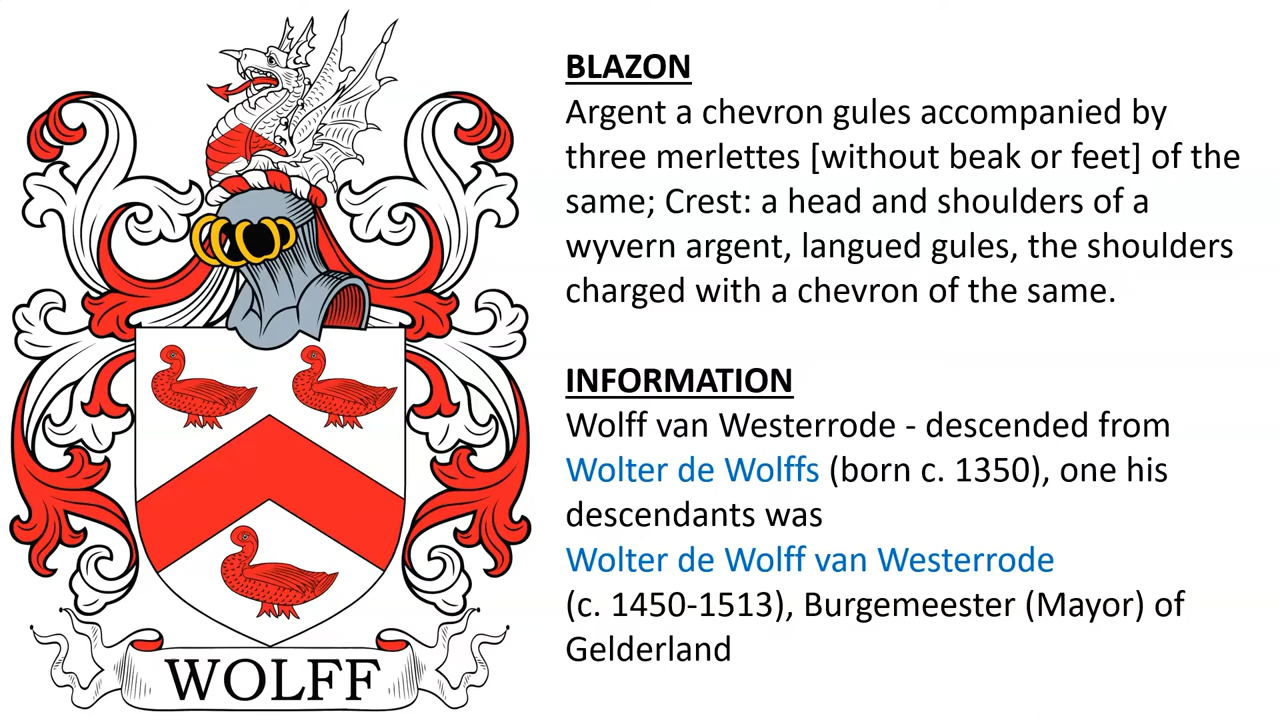 BLAZON
Argent a chevron gules accompanied by
three merlettes [without beak or feet] of the
same; Crest: a head and shoulders of a
wyvern argent, langued gules, the shoulders
charged with a chevron of the same.
INFORMATION
Wolff van Westerrode - descended from
Wolter de Wolffs (born c. 1350), one his
descendants was
Wolter de Wolff van Westerrode
(c. 1450-1513), Burgemeester (Mayor) of
Gelderland
WOLFF